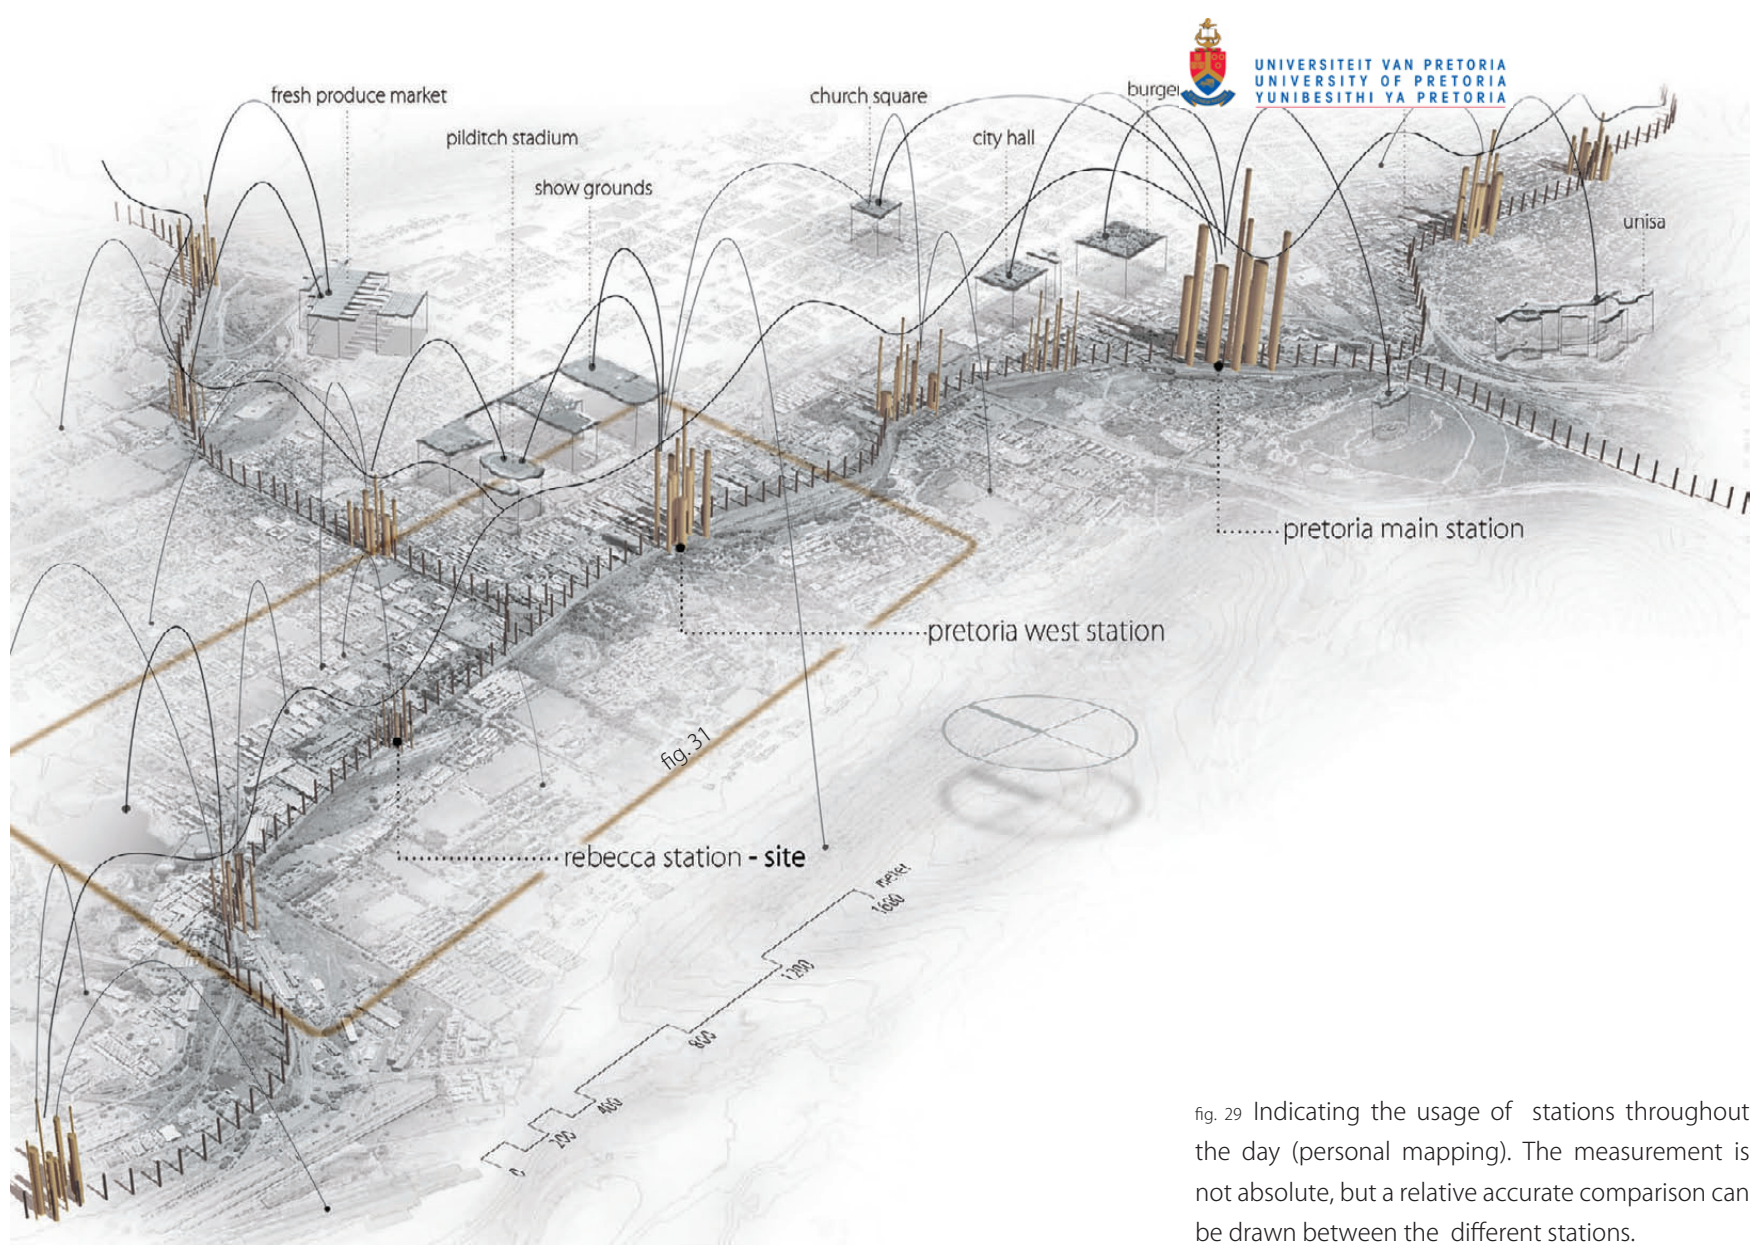 UNIVERSITEIT VAN PRETORIA
UNIVERSITY OF PRETORIA
YUNIBESITHI YA PRETORIA
fresh produce market
church square
pilditch stadium
city hall
show grounds
unisa
pretoria main station
pretoria west station
fig. 31
rebecca station - site
meter
1600
1200
800
400
200
0
fig. 29 Indicating the usage of stations throughout
the day (personal mapping). The measurement is
not absolute, but a relative accurate comparison can
be drawn between the different stations.